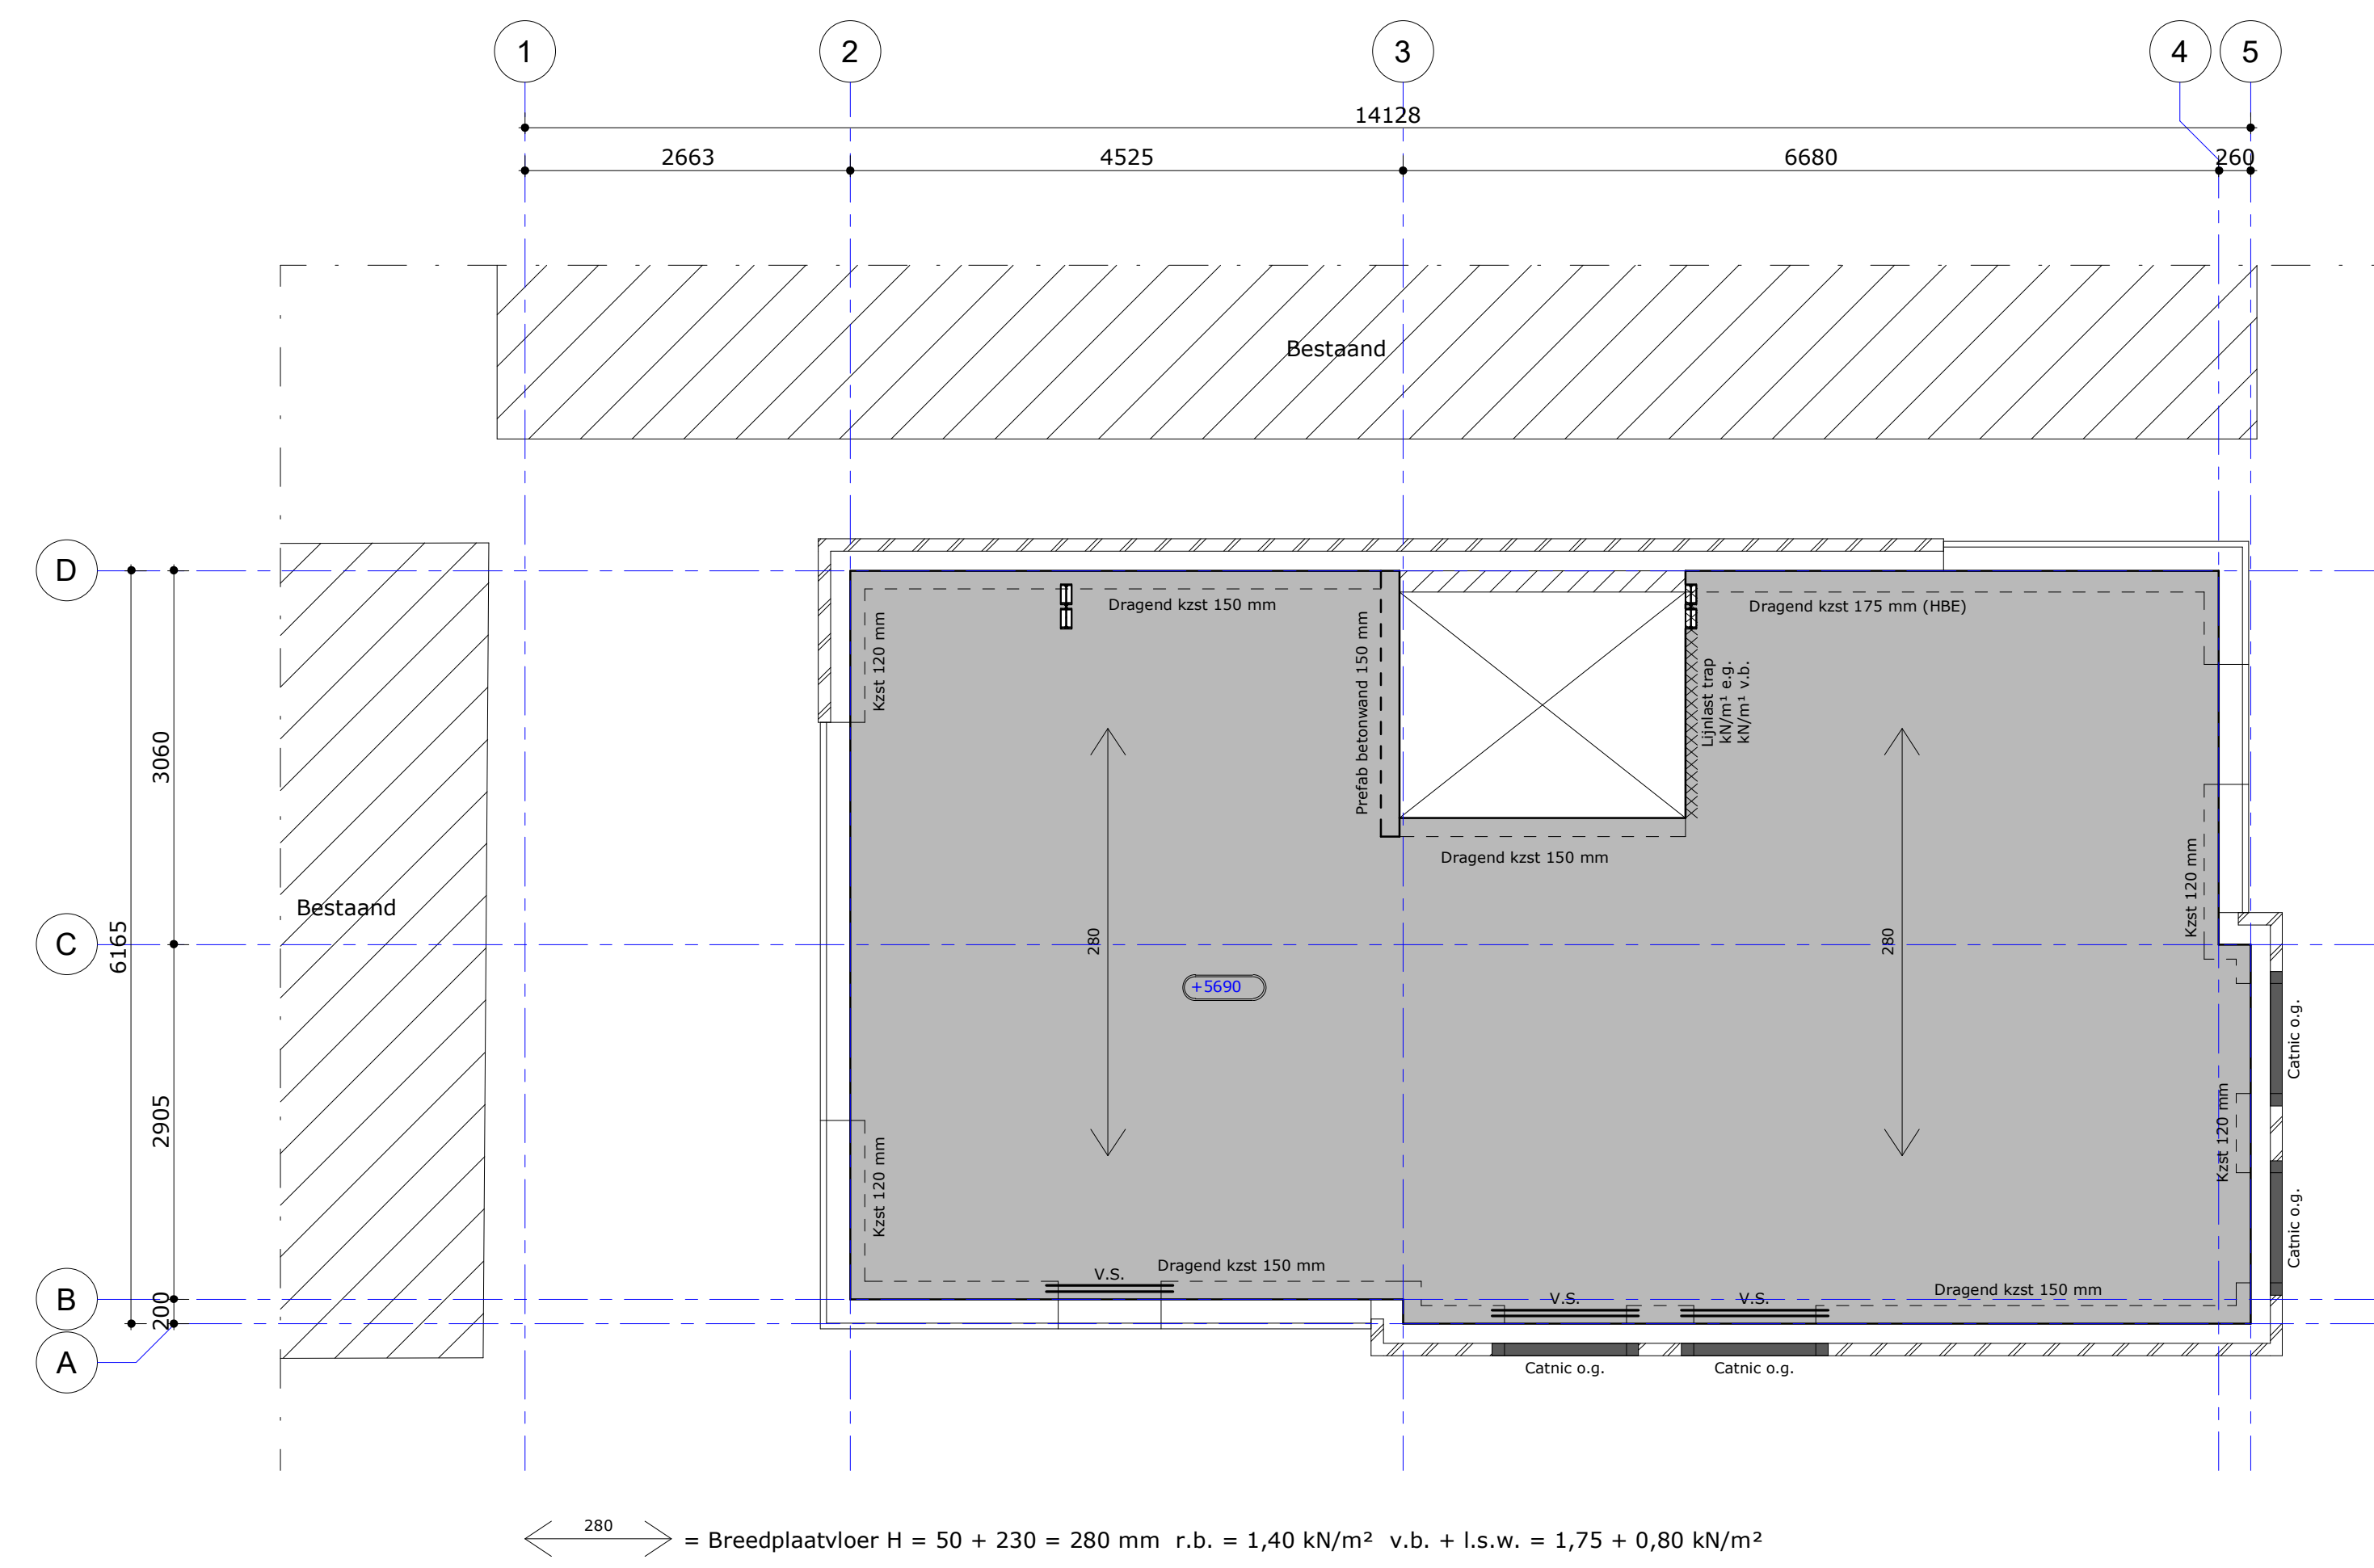 1 2 3 4 5
14128
2663 4525 6680 260
Bestaand
D
Dragend kzst 150 mm
Dragend kzst 175 mm (HBE)
Kzst 120 mm
Prefab betonwand 150 mm
Lijnlast trap
kN/m¹ e.g.
kN/m¹ v.b.
3060
Dragend kzst 150 mm
Kzst 120 mm
Bestaand
C
6165
280
280
+5690
Catnic o.g.
2905
Kzst 120 mm
Kzst 120 mm
Catnic o.g.
Dragend kzst 150 mm
V.S.
B
200
V.S.
V.S.
Dragend kzst 150 mm
A
Catnic o.g.
Catnic o.g.
280
= Breedplaatvloer H = 50 + 230 = 280 mm r.b. = 1,40 kN/m² v.b. + l.s.w. = 1,75 + 0,80 kN/m²